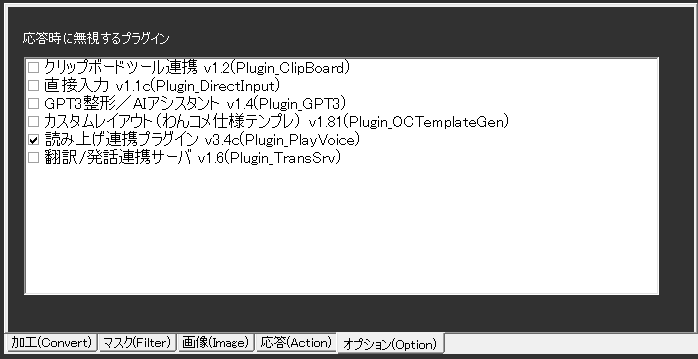 応答時に無視するプラグイン
クリップボードツール連携 v1.2(Plugin_ClipBoard)
直接入力 v1.1c(Plugin_DirectInput)
GPT3整形／AIアシスタント v1.4(Plugin_GPT3)
カスタムレイアウト（わんコメ仕様テンプレ） v1.81(Plugin_OCTemplateGen)
読み上げ連携プラグイン v3.4c(Plugin_PlayVoice)
翻訳/発話連携サーバ v1.6(Plugin_TransSrv)
加工(Convert) マスク(Filter) 画像(Image) 応答(Action) オプション(Option)